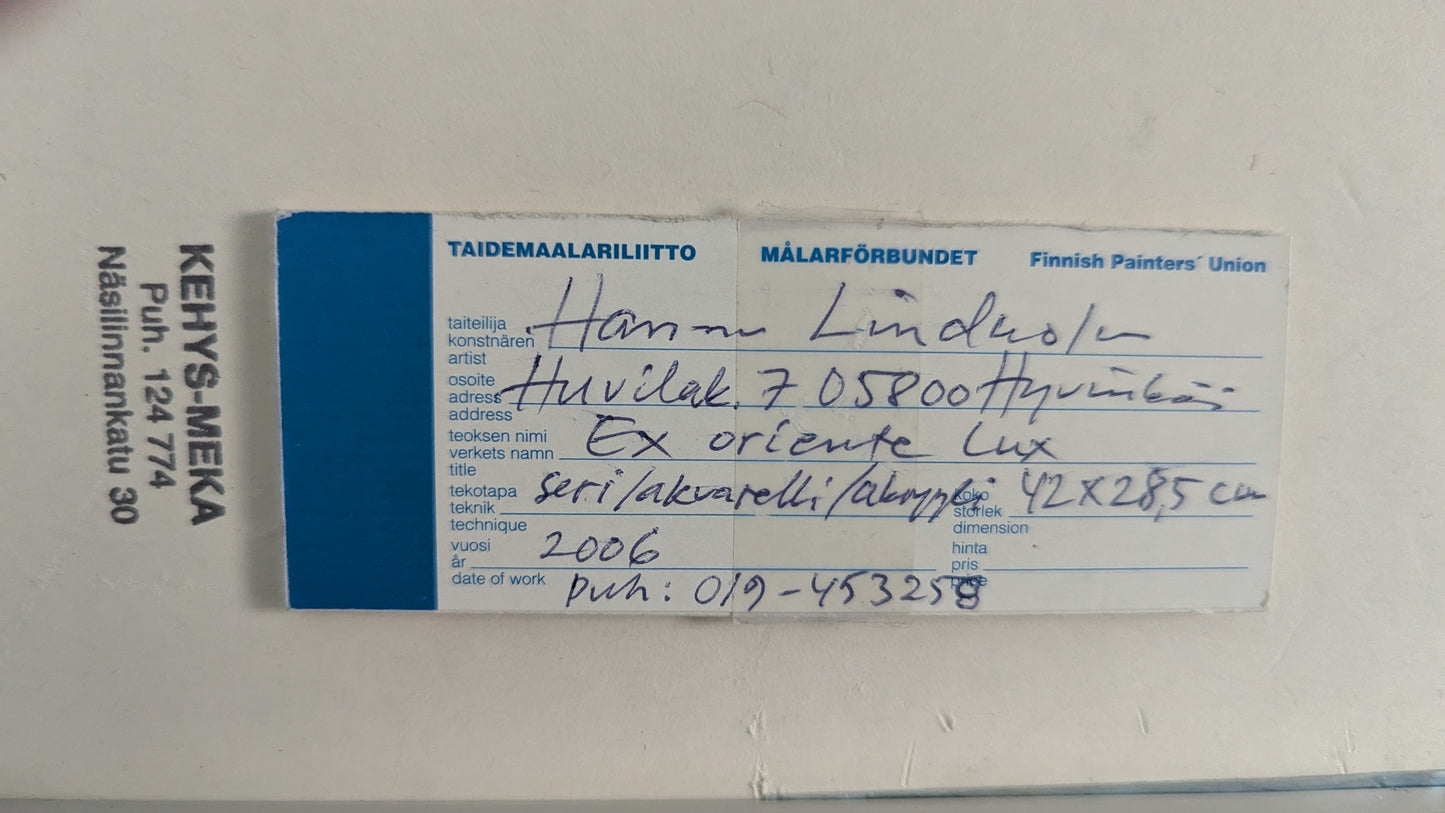 TAIDEMAALARILIITTO MÅLARFÖRBUNDET Finnish Painters´ Union
taiteilija
konstnären Hannu Lindholm
artist
osoite
adress Huvilak. 7 05800 Hyvinkää
address
teoksen nimi
verkets namn Ex oriente Lux
title
tekotapa seri/akvarelli/akryyli koko 42x28,5 cm
teknik storlek
technique dimension
vuosi 2006 hinta
år pris
date of work price
puh: 019-453258
KEHYS-MEKA
Puh. 124 774
Näsilinnankatu 30